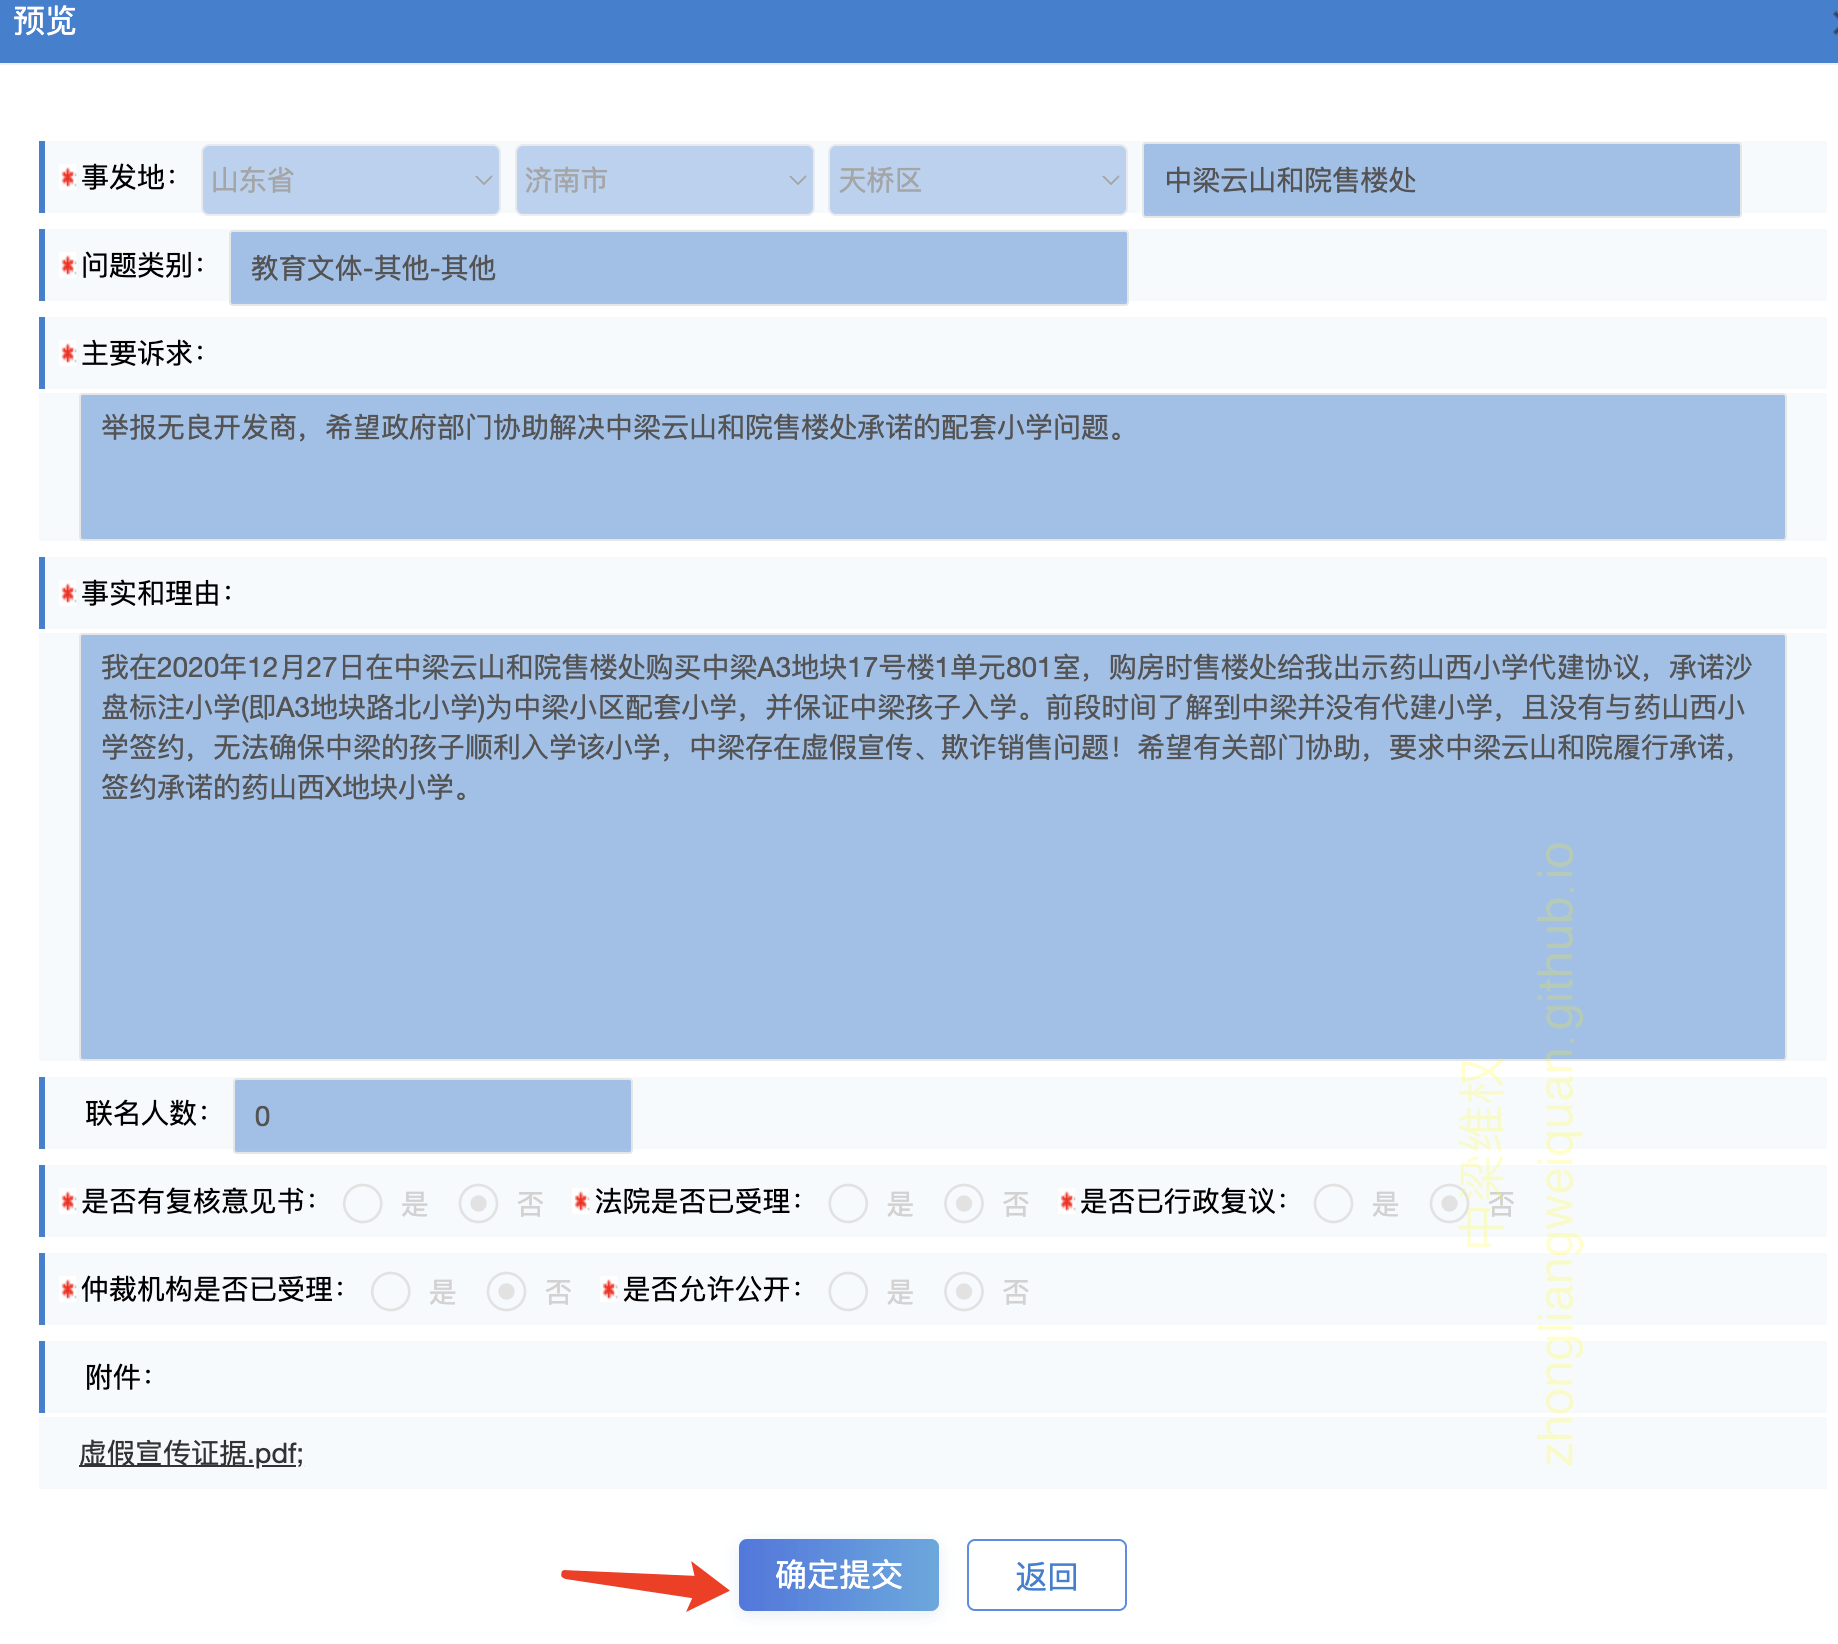 预览
*事发地： 山东省 济南市 天桥区 中梁云山和院售楼处
*问题类别： 教育文体-其他-其他
*主要诉求：
举报无良开发商，希望政府部门协助解决中梁云山和院售楼处承诺的配套小学问题。
*事实和理由：
我在2020年12月27日在中梁云山和院售楼处购买中梁A3地块17号楼1单元801室，购房时售楼处给我出示药山西小学代建协议，承诺沙
盘标注小学(即A3地块路北小学)为中梁小区配套小学，并保证中梁孩子入学。前段时间了解到中梁并没有代建小学，且没有与药山西小
学签约，无法确保中梁的孩子顺利入学该小学，中梁存在虚假宣传、欺诈销售问题！希望有关部门协助，要求中梁云山和院履行承诺，
签约承诺的药山西X地块小学。
联名人数： 0
*是否有复核意见书： 是 否 *法院是否已受理： 是 否 *是否已行政复议： 是 否
*仲裁机构是否已受理： 是 否 *是否允许公开： 是 否
附件：
虚假宣传证据.pdf;
确定提交 返回
中梁维权
zhongliangweiquan.github.io